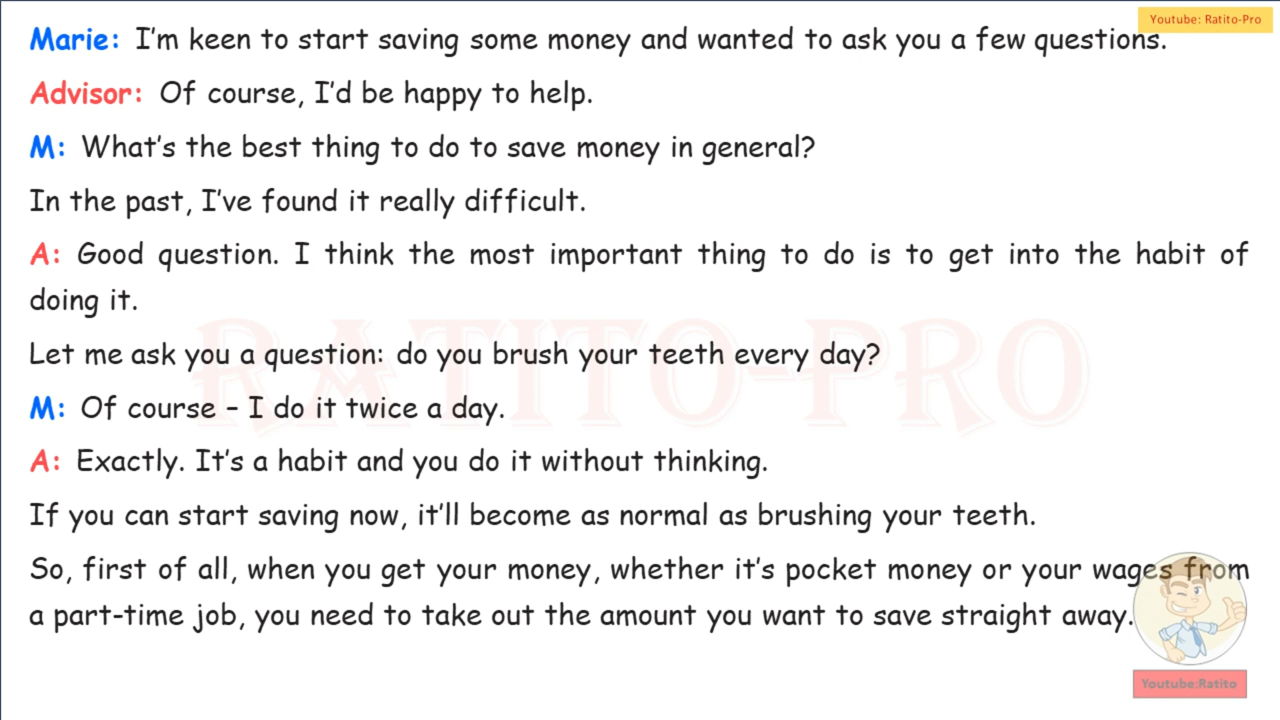 Youtube: Ratito-Pro
Marie: I'm keen to start saving some money and wanted to ask you a few questions.
Advisor: Of course, I'd be happy to help.
M: What's the best thing to do to save money in general?
In the past, I've found it really difficult.
A: Good question. I think the most important thing to do is to get into the habit of
doing it.
Let me ask you a question: do you brush your teeth every day?
RATITO-PRO
M: Of course – I do it twice a day.
A: Exactly. It's a habit and you do it without thinking.
If you can start saving now, it'll become as normal as brushing your teeth.
So, first of all, when you get your money, whether it's pocket money or your wages from
a part-time job, you need to take out the amount you want to save straight away.
Youtube:Ratito